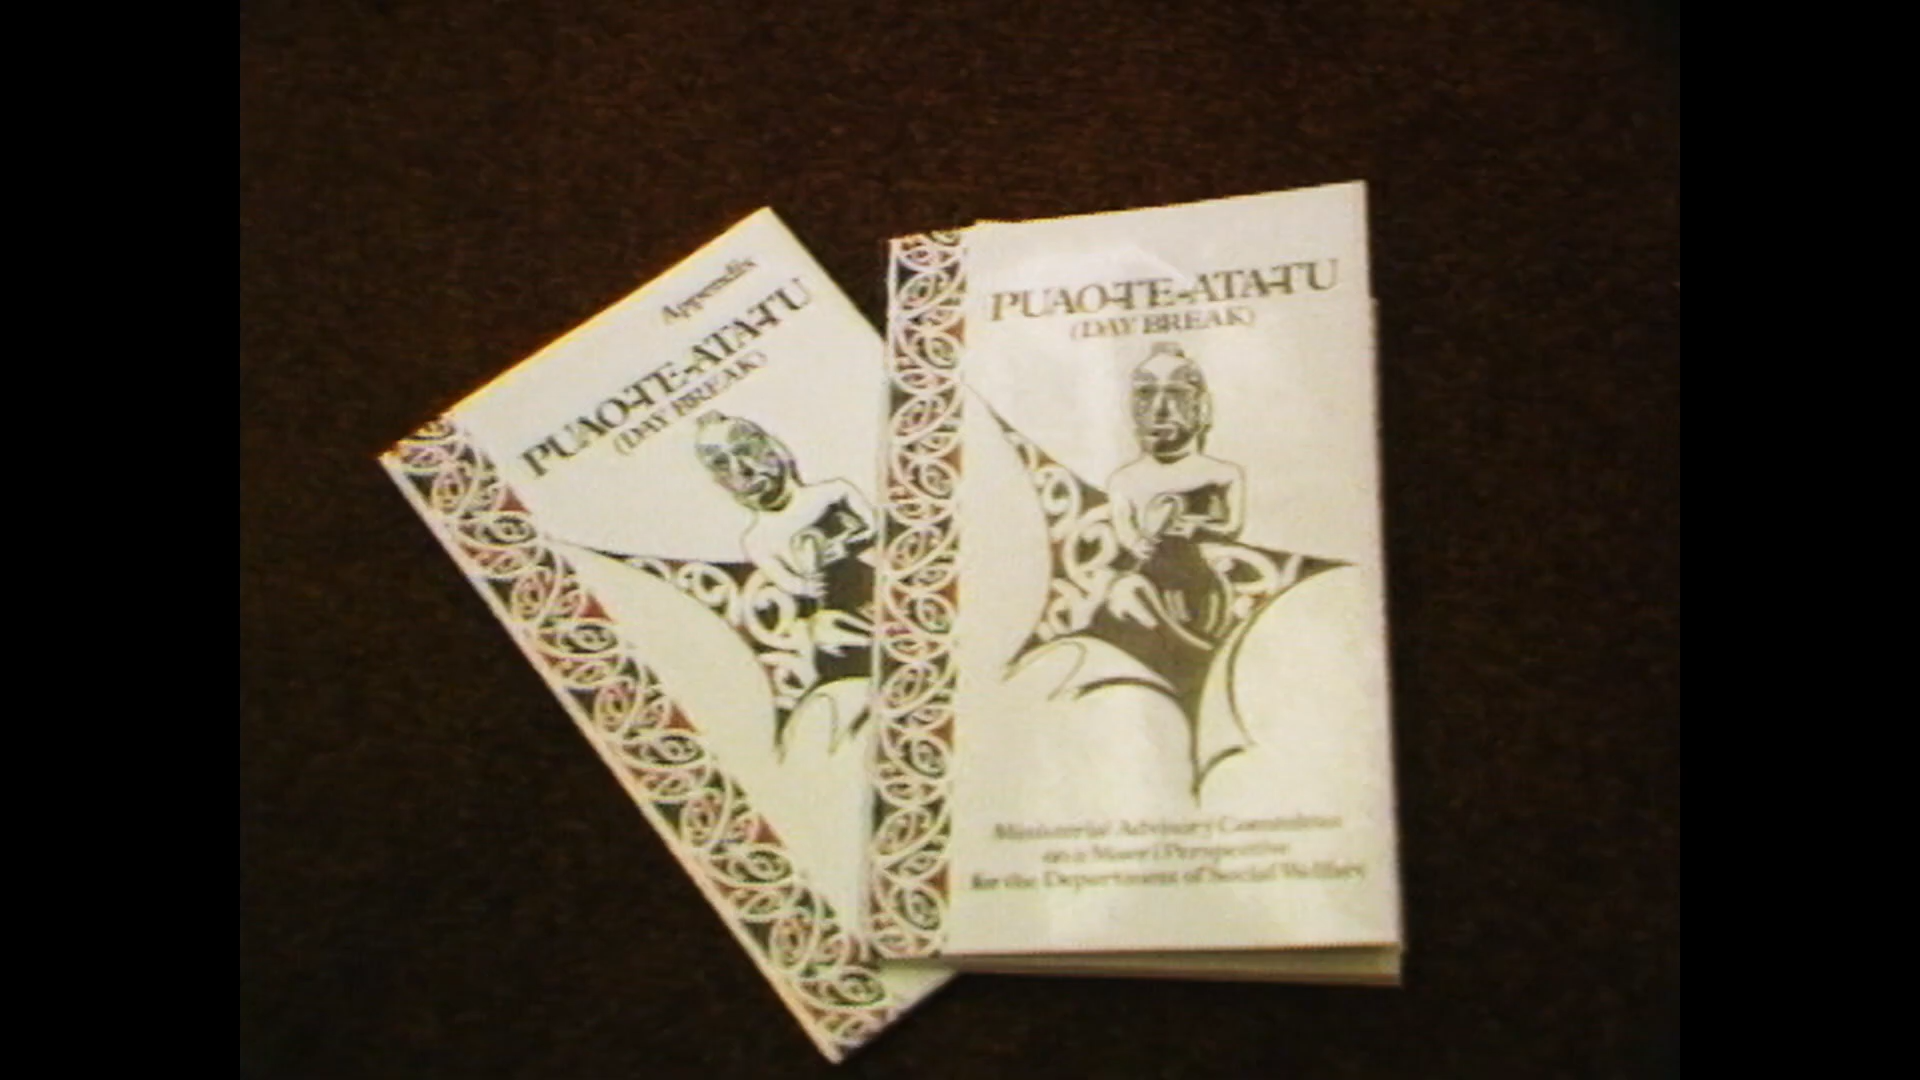 Appendix
PUAO-TE-ATA-TU
(DAY BREAK)
PUAO-TE-ATA-TU
(DAY BREAK)
Ministerial Advisory Committee
on a Maori Perspective
for the Department of Social Welfare